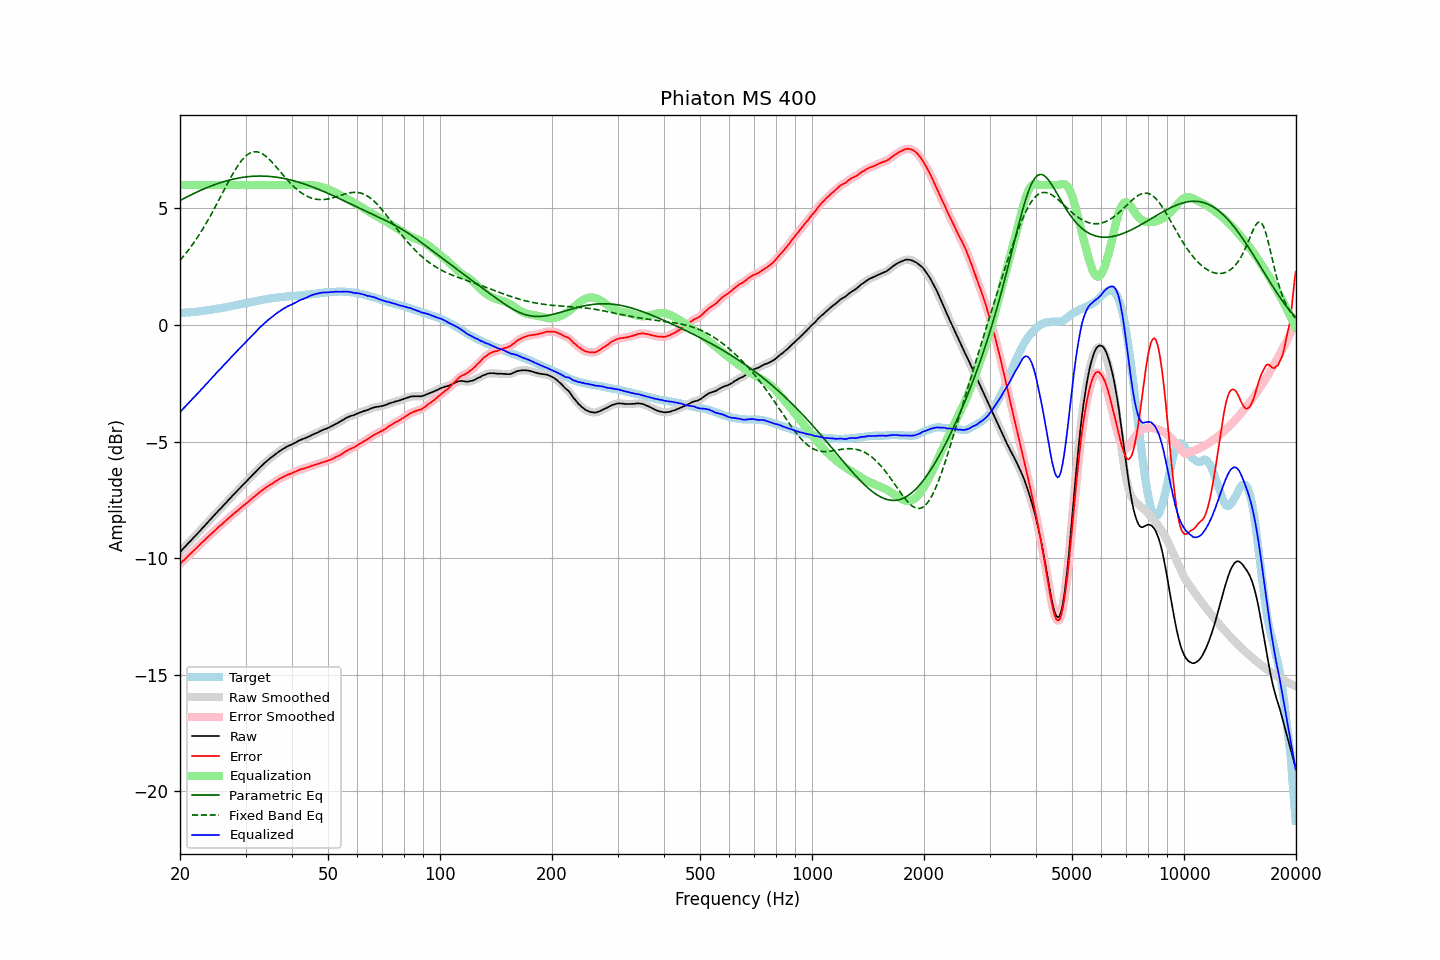 Phiaton MS 400
Amplitude (dBr)
5
0
−5
−10
−15
−20
Target
Raw Smoothed
Error Smoothed
Raw
Error
Equalization
Parametric Eq
Fixed Band Eq
Equalized
20 50 100 200 500 1000 2000 5000 10000 20000
Frequency (Hz)